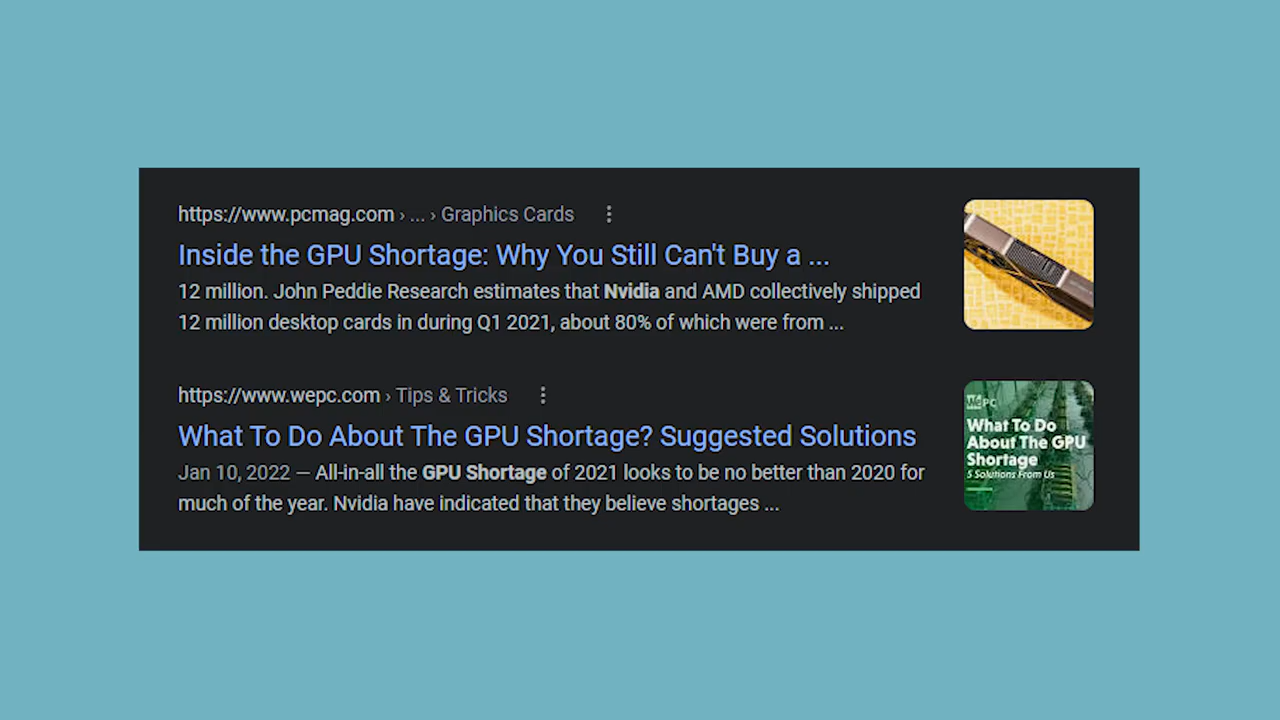 https://www.pcmag.com › ... › Graphics Cards
Inside the GPU Shortage: Why You Still Can't Buy a ...
12 million. John Peddie Research estimates that Nvidia and AMD collectively shipped
12 million desktop cards in during Q1 2021, about 80% of which were from ...
https://www.wepc.com › Tips & Tricks
What To Do About The GPU Shortage? Suggested Solutions
Jan 10, 2022 — All-in-all the GPU Shortage of 2021 looks to be no better than 2020 for
much of the year. Nvidia have indicated that they believe shortages ...
WePC
What To Do
About The GPU
Shortage
5 Solutions From Us